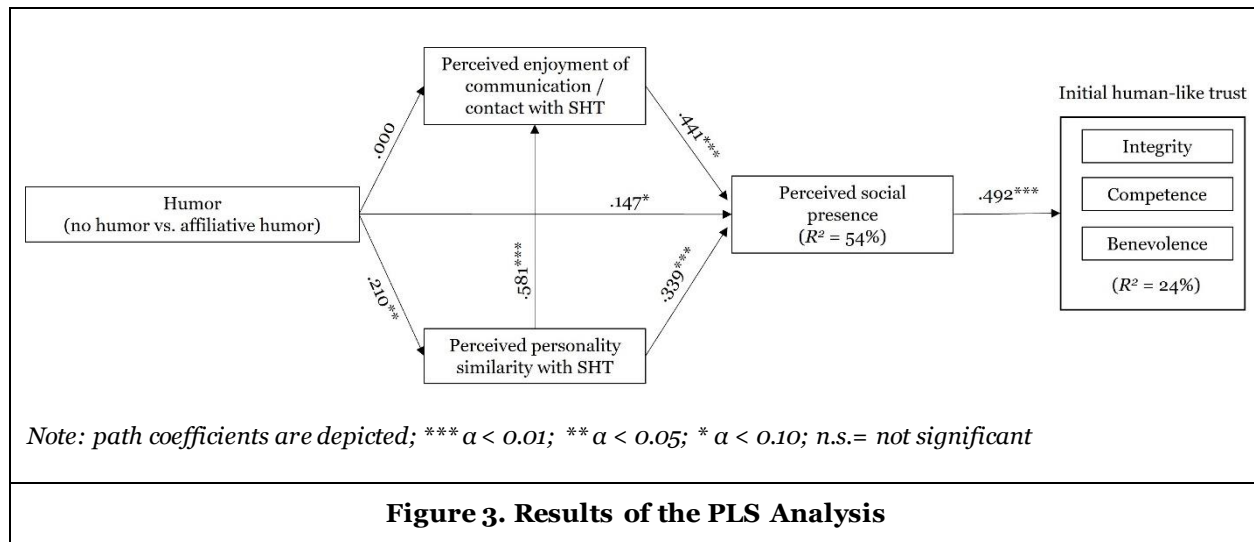 Perceived enjoyment of
communication /
contact with SHT
Initial human-like trust
Integrity
Competence
Benevolence
(R² = 24%)
.000
.441***
Humor
(no humor vs. affiliative humor)
.147*
Perceived social
presence
(R² = 54%)
.492***
.210**
.581***
.339***
Perceived personality
similarity with SHT
Note: path coefficients are depicted; *** α < 0.01; ** α < 0.05; * α < 0.10; n.s.= not significant
Figure 3. Results of the PLS Analysis